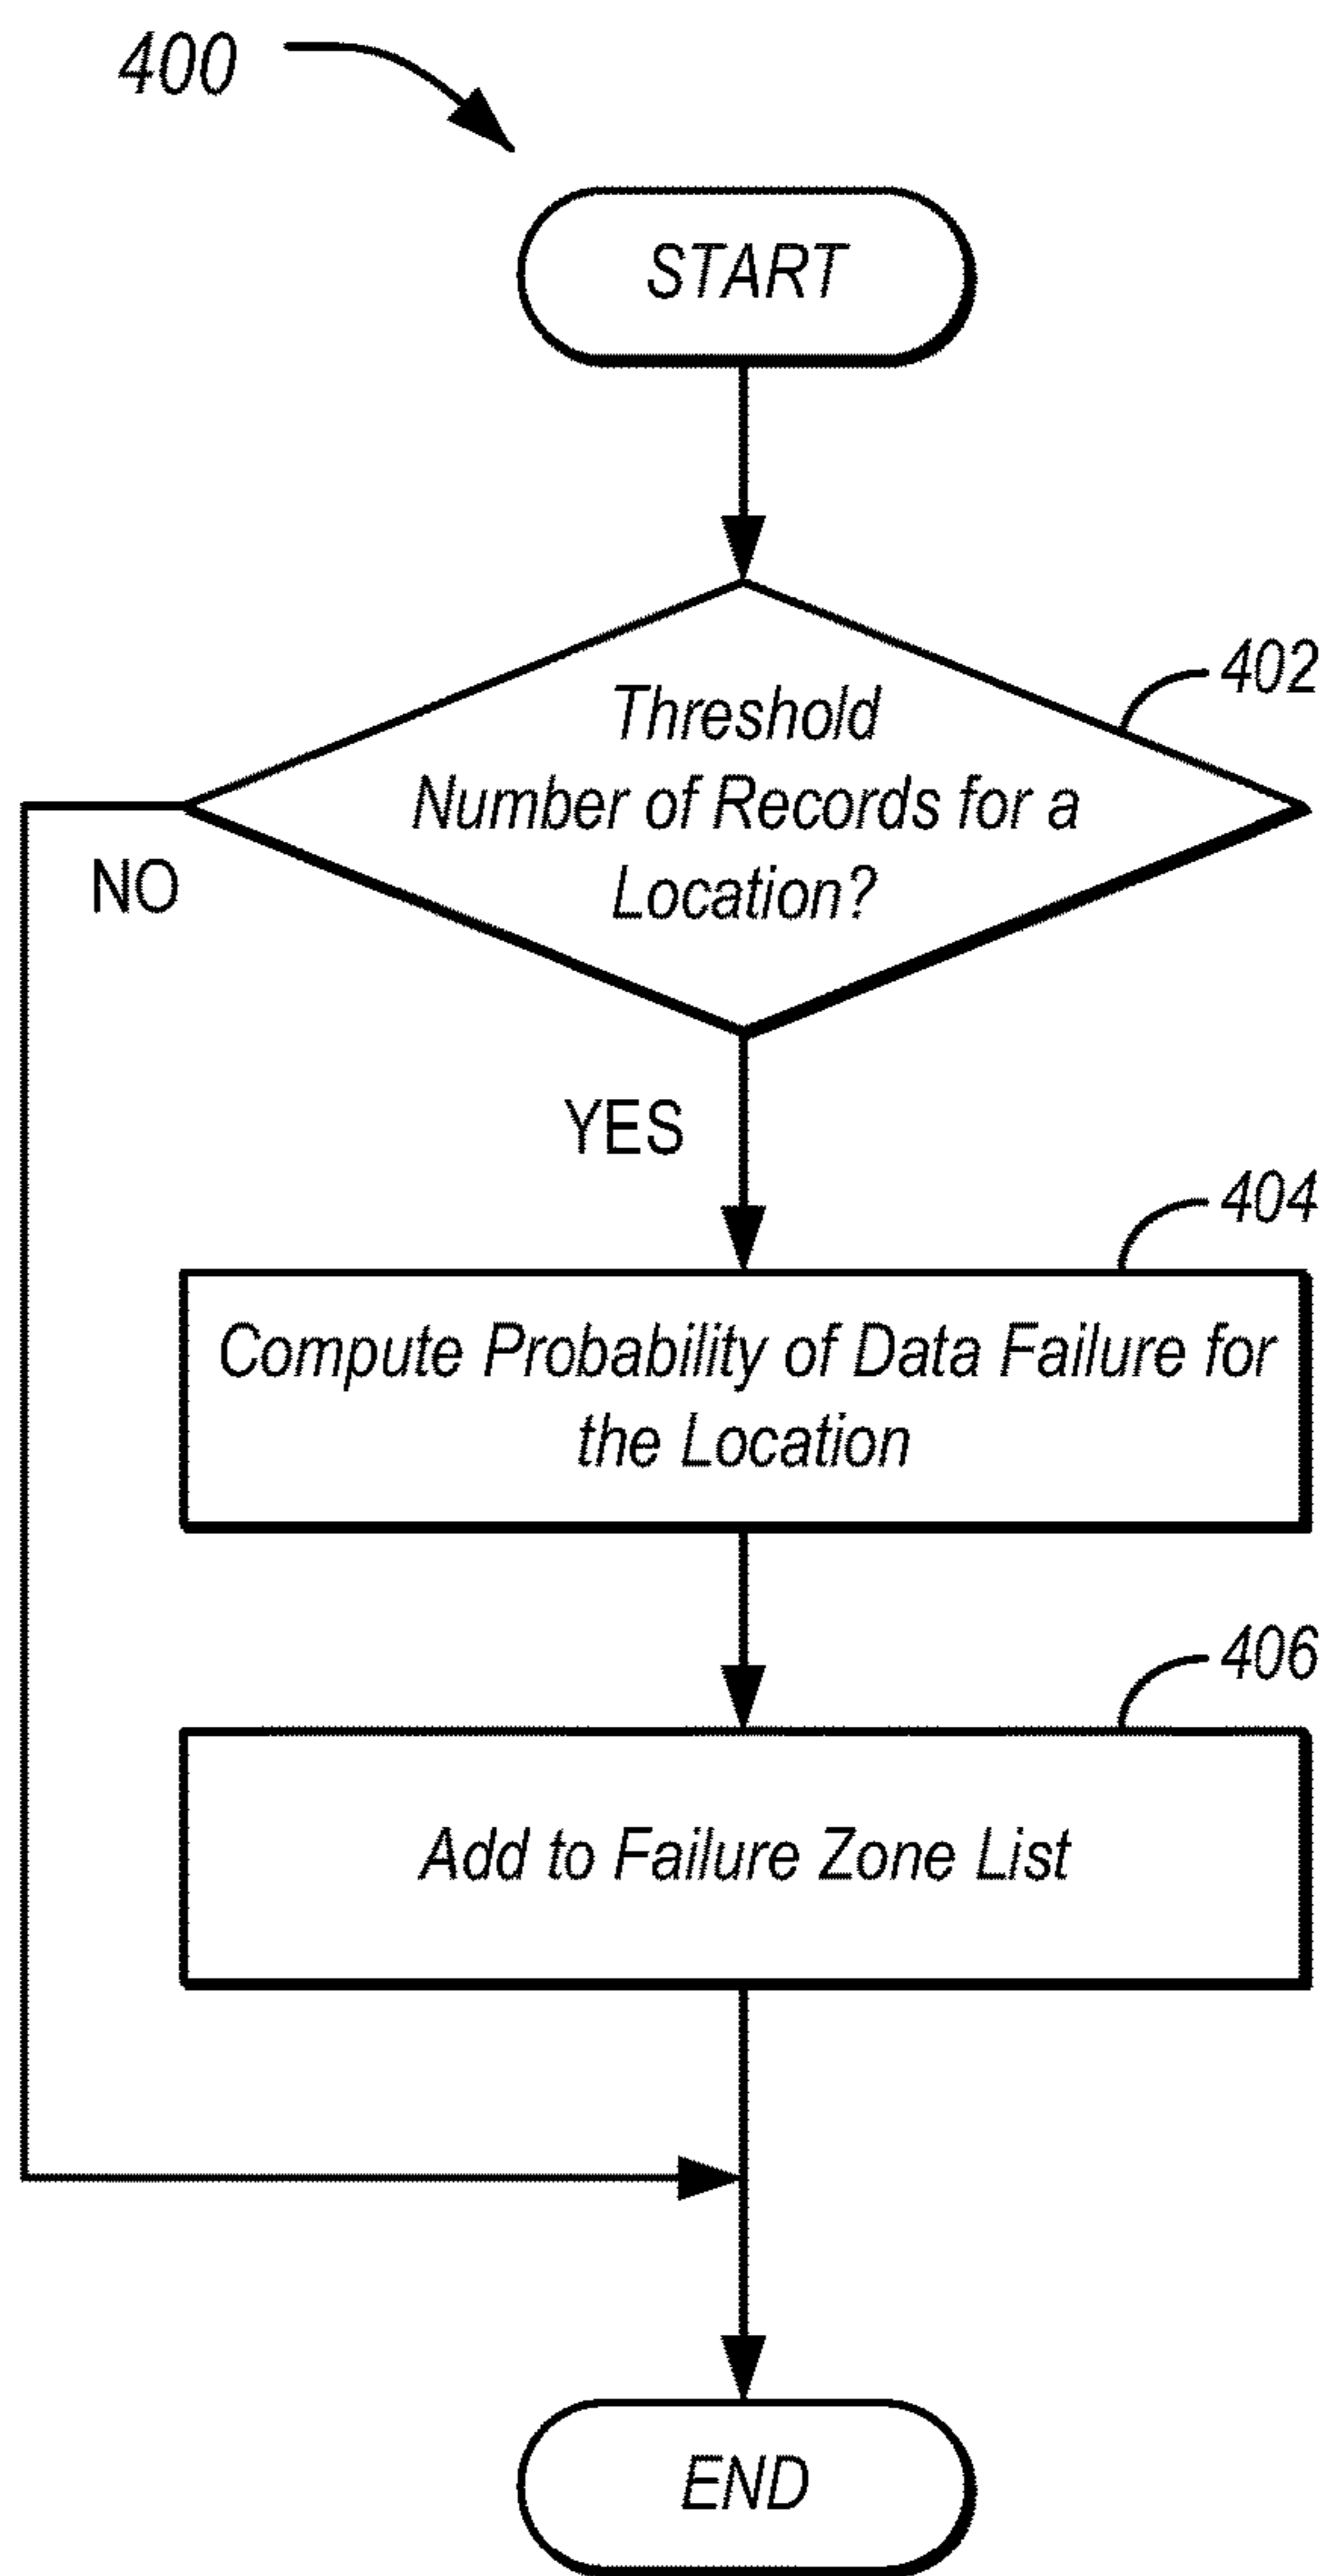 400
START
402
Threshold
Number of Records for a
Location?
NO
YES
404
Compute Probability of Data Failure for
the Location
406
Add to Failure Zone List
END